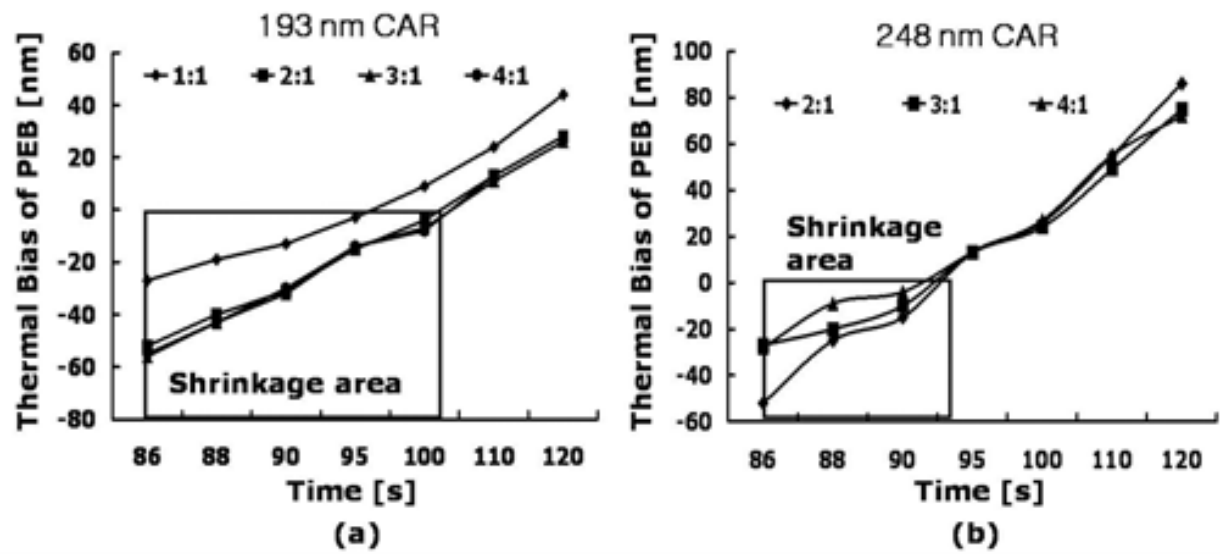 193 nm CAR
Thermal Bias of PEB [nm]
60
40
20
0
-20
-40
-60
-80
1:1 2:1 3:1 4:1
Shrinkage area
86 88 90 95 100 110 120
Time [s]
(a)
248 nm CAR
Thermal Bias of PEB [nm]
100
80
60
40
20
0
-20
-40
-60
2:1 3:1 4:1
Shrinkage
area
86 88 90 95 100 110 120
Time [s]
(b)